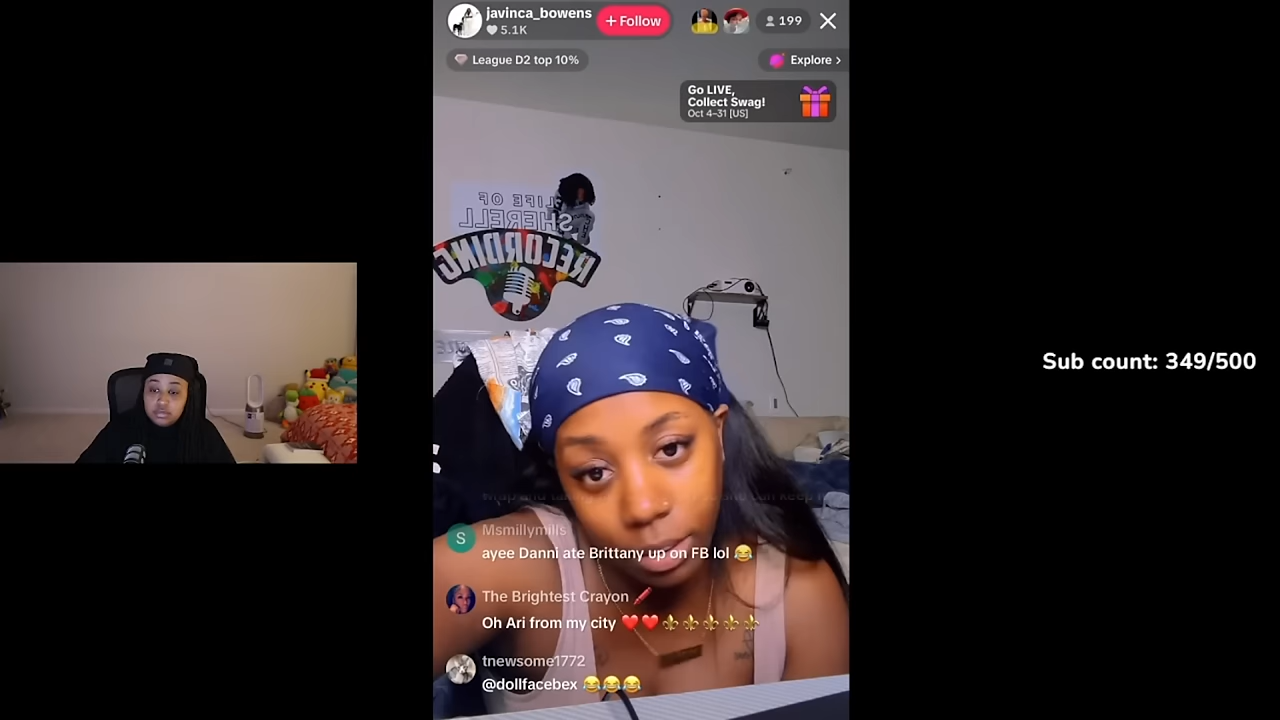 javinca_bowens
5.1K
+ Follow
199
League D2 top 10%
Explore >
Go LIVE,
Collect Swag!
Oct 4–31 [US]
LIFE OF
SHERELL
RECORDING
Sub count: 349/500
Msmillymills
ayee Danni ate Brittany up on FB lol 😂
The Brightest Crayon 🖍️
Oh Ari from my city ❤️❤️⚜️⚜️⚜️⚜️⚜️
S
tnewsome1772
@dollfacebex 😂😂😂